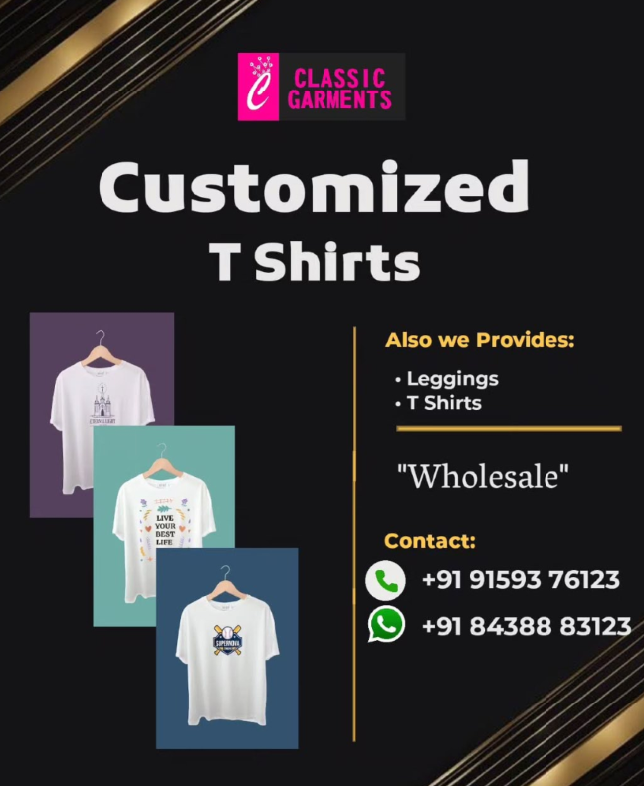 CLASSIC
GARMENTS
Customized
T Shirts
LIVE
YOUR
BEST
LIFE
SUPERNOVA
Also we Provides:
• Leggings
• T Shirts
"Wholesale"
Contact:
+91 91593 76123
+91 84388 83123